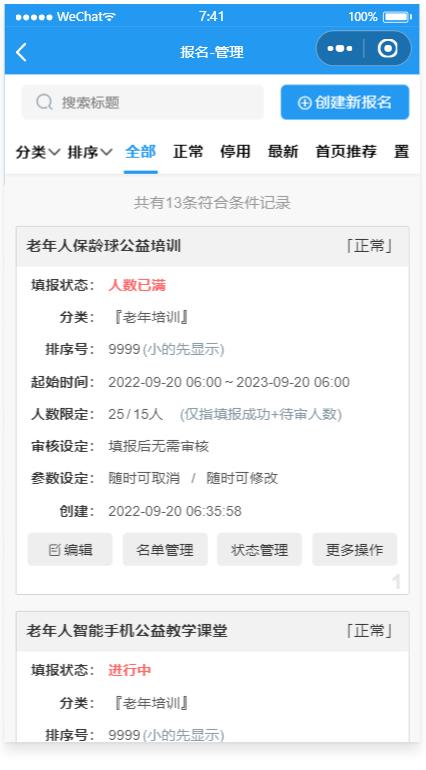 WeChat 7:41 100%
报名-管理
搜索标题 创建新报名
分类 排序 全部 正常 停用 最新 首页推荐 置
共有13条符合条件记录
老年人保龄球公益培训 「正常」
填报状态: 人数已满
分类: 『老年培训』
排序号: 9999 (小的先显示)
起始时间: 2022-09-20 06:00 ~ 2023-09-20 06:00
人数限定: 25 / 15人 (仅指填报成功+待审人数)
审核设定: 填报后无需审核
参数设定: 随时可取消 / 随时可修改
创建: 2022-09-20 06:35:58
编辑 名单管理 状态管理 更多操作
1
老年人智能手机公益教学课堂 「正常」
填报状态: 进行中
分类: 『老年培训』
排序号: 9999 (小的先显示)